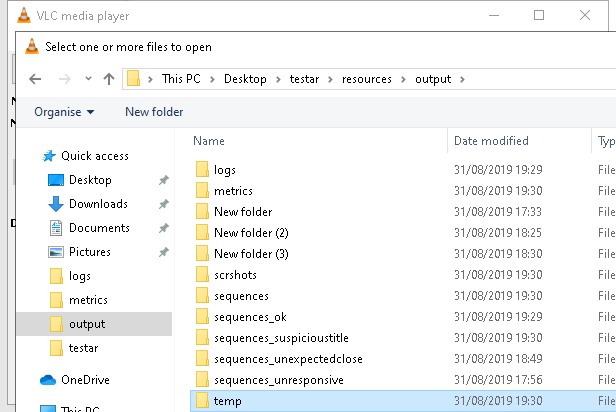 VLC media player
Select one or more files to open
This PC > Desktop > testar > resources > output >
Organise New folder
Name Date modified Typ
Quick access
Desktop
Downloads
Documents
Pictures
logs
metrics
output
testar
OneDrive
This PC
logs 31/08/2019 19:29 File
metrics 31/08/2019 19:30 File
New folder 31/08/2019 17:33 File
New folder (2) 31/08/2019 18:25 File
New folder (3) 31/08/2019 18:30 File
scrshots 31/08/2019 19:30 File
sequences 31/08/2019 19:30 File
sequences_ok 31/08/2019 19:29 File
sequences_suspicioustitle 31/08/2019 19:30 File
sequences_unexpectedclose 31/08/2019 18:49 File
sequences_unresponsive 31/08/2019 17:56 File
temp 31/08/2019 19:30 File